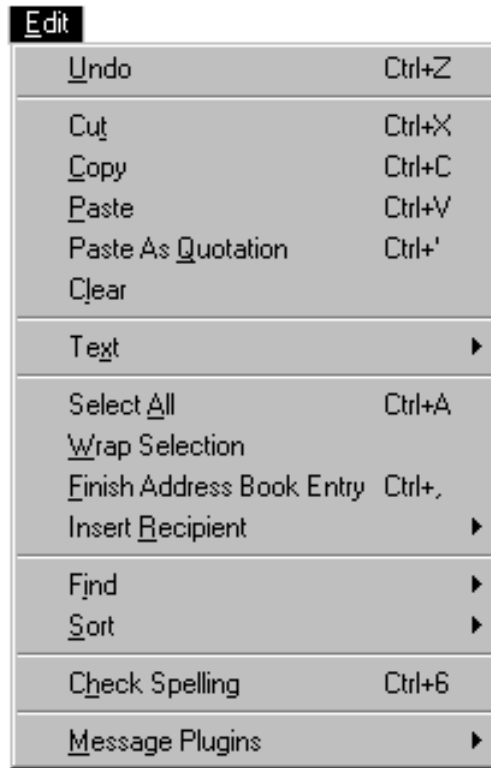 Edit
Undo Ctrl+Z
Cut Ctrl+X
Copy Ctrl+C
Paste Ctrl+V
Paste As Quotation Ctrl+'
Clear
Text
Select All Ctrl+A
Wrap Selection
Finish Address Book Entry Ctrl+,
Insert Recipient
Find
Sort
Check Spelling Ctrl+6
Message Plugins